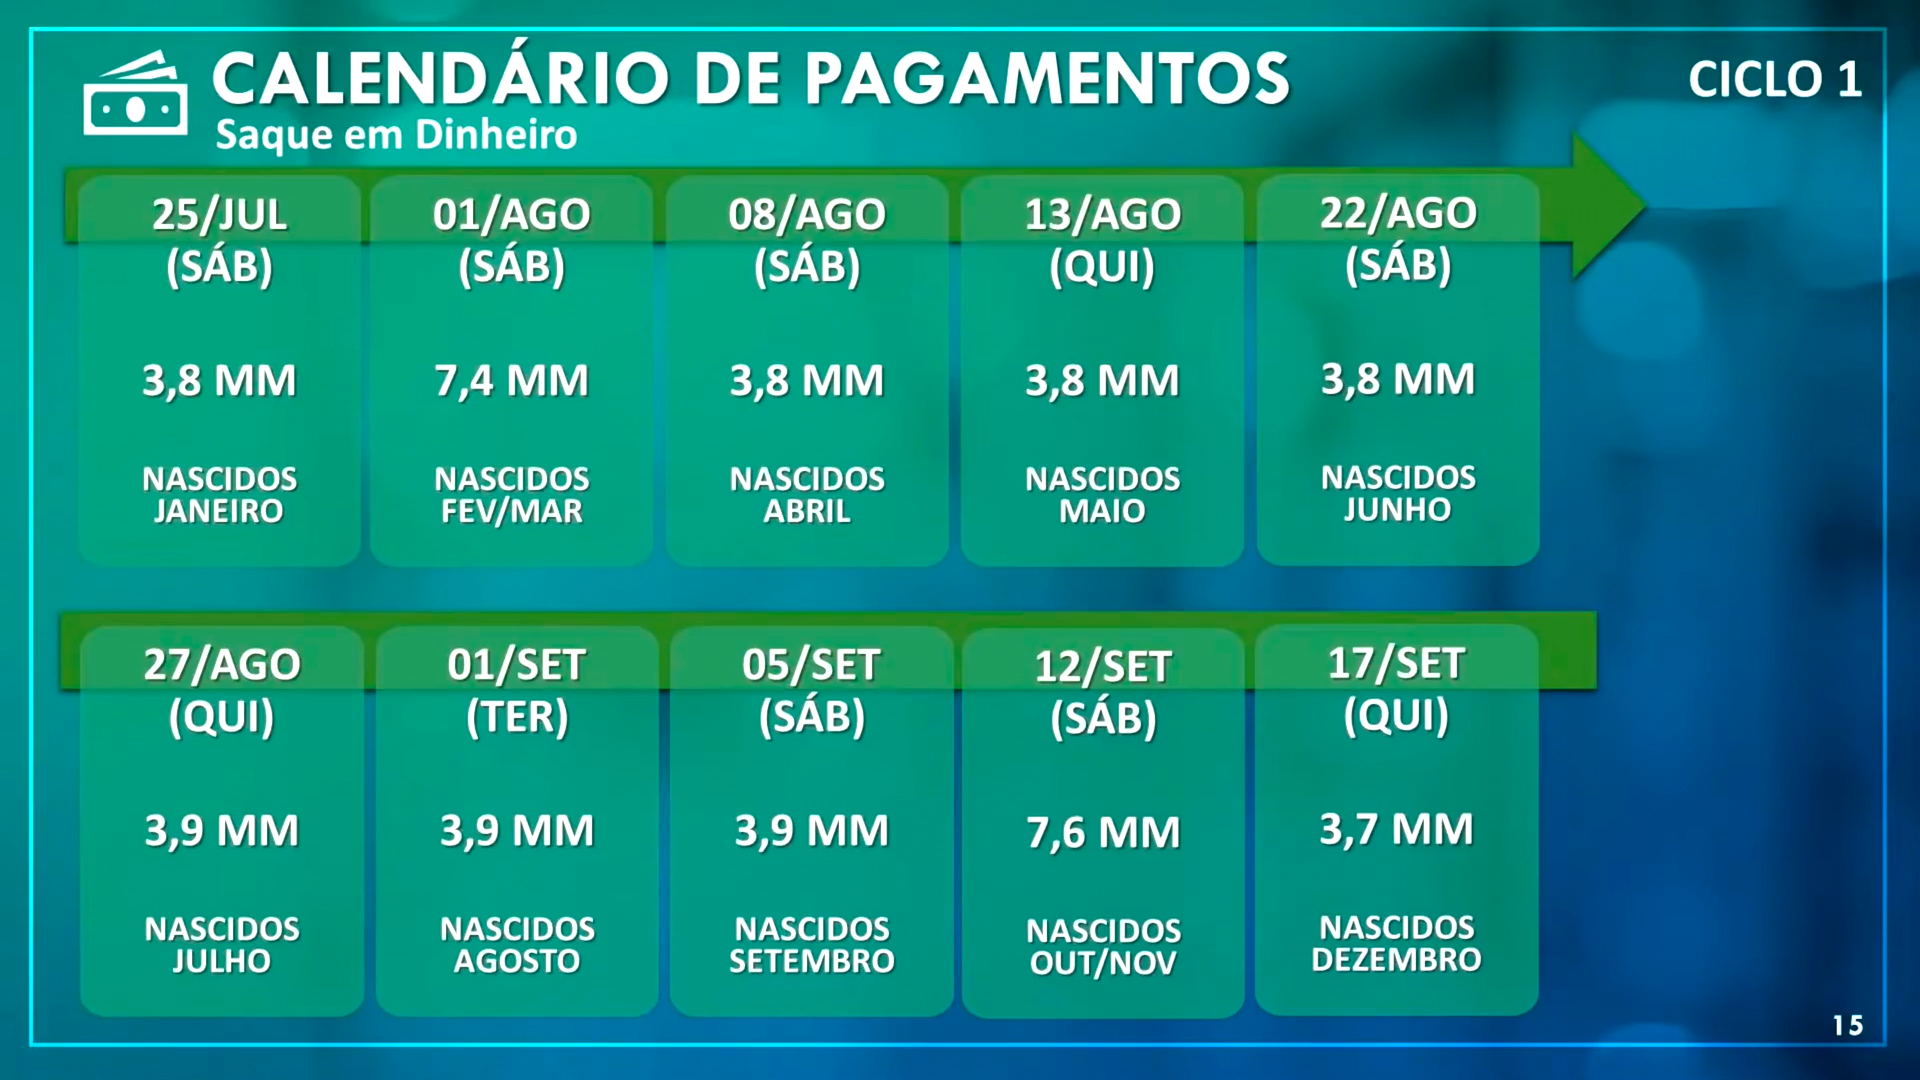 CALENDÁRIO DE PAGAMENTOS
CICLO 1
Saque em Dinheiro
25/JUL
(SÁB)
3,8 MM
NASCIDOS
JANEIRO
01/AGO
(SÁB)
7,4 MM
NASCIDOS
FEV/MAR
08/AGO
(SÁB)
3,8 MM
NASCIDOS
ABRIL
13/AGO
(QUI)
3,8 MM
NASCIDOS
MAIO
22/AGO
(SÁB)
3,8 MM
NASCIDOS
JUNHO
27/AGO
(QUI)
3,9 MM
NASCIDOS
JULHO
01/SET
(TER)
3,9 MM
NASCIDOS
AGOSTO
05/SET
(SÁB)
3,9 MM
NASCIDOS
SETEMBRO
12/SET
(SÁB)
7,6 MM
NASCIDOS
OUT/NOV
17/SET
(QUI)
3,7 MM
NASCIDOS
DEZEMBRO
15